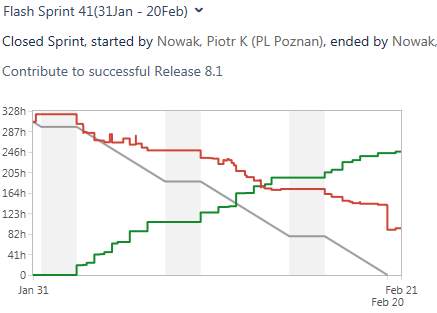 Flash Sprint 41(31Jan - 20Feb)
Closed Sprint, started by Nowak, Piotr K (PL Poznan), ended by Nowak,
Contribute to successful Release 8.1
328h
287h
246h
205h
164h
123h
82h
41h
0h
Jan 31
Feb 21
Feb 20